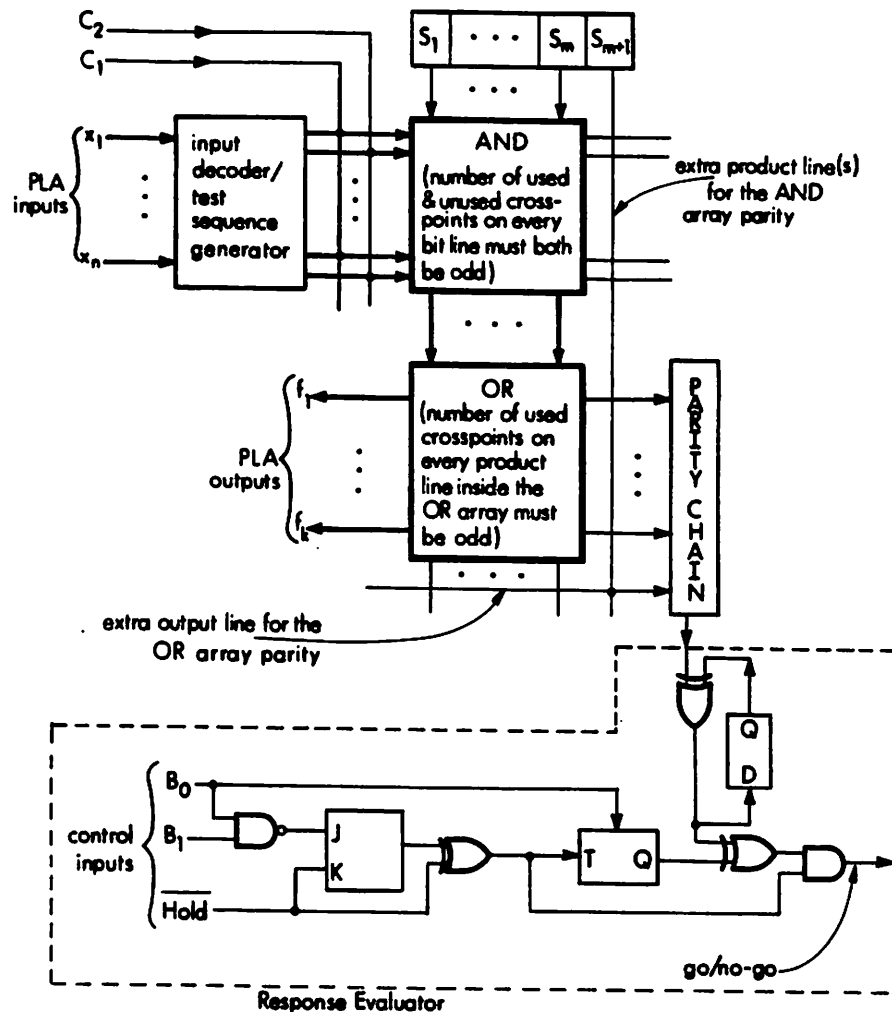 C2
C1
S1 · · · Sm Sm+1
· · ·
PLA
inputs
x1
xn
input
decoder/
test
sequence
generator
AND
(number of used
& unused cross-
points on every
bit line must both
be odd)
extra product line(s)
for the AND
array parity
· · ·
PLA
outputs
f1
fk
OR
(number of used
crosspoints on
every product
line inside the
OR array must
be odd)
· · ·
PARITY CHAIN
extra output line for the
OR array parity
control
inputs
B0
B1
Hold
J
K
T Q
Q
D
go/no-go
Response Evaluator